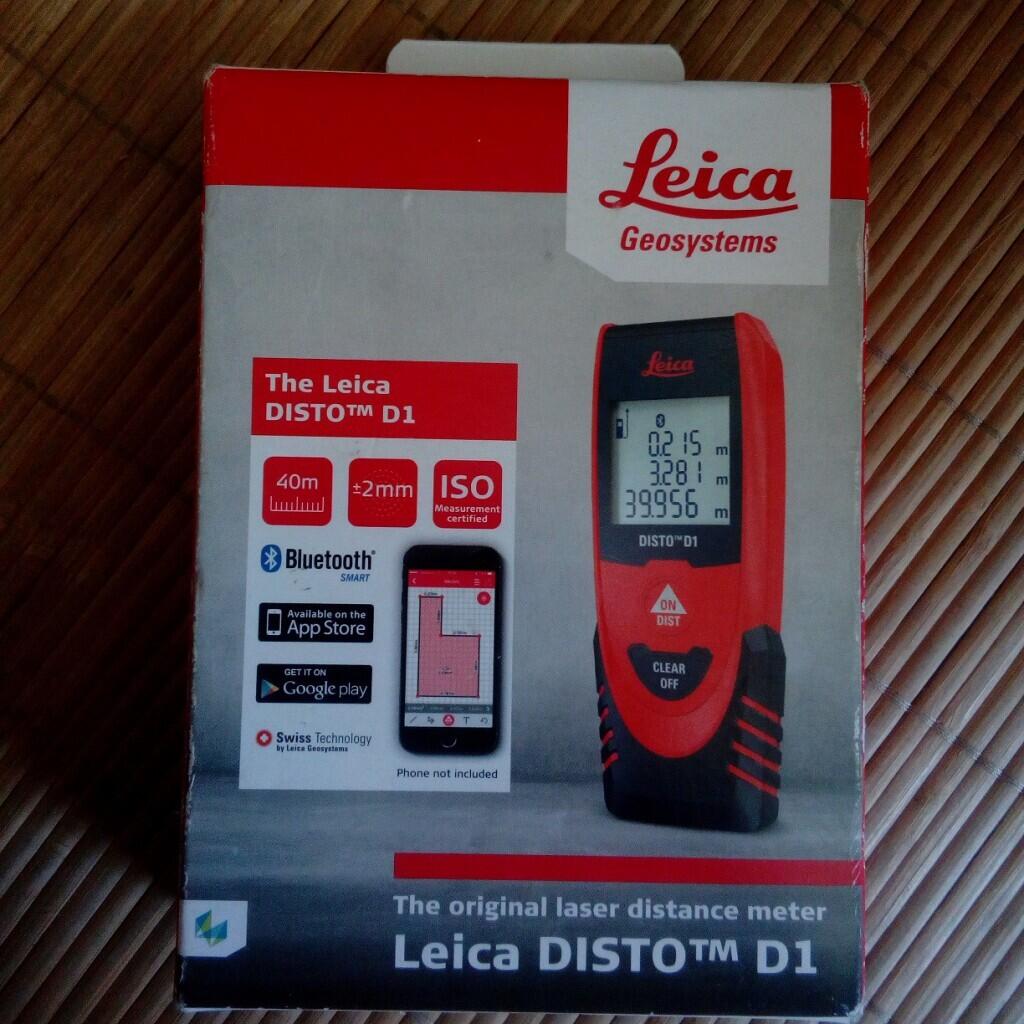 Leica
Geosystems
The Leica
DISTO™ D1
40m
±2mm
ISO
Measurement
certified
Bluetooth®
SMART
Available on the
App Store
GET IT ON
Google play
Swiss Technology
by Leica Geosystems
Phone not included
Leica
0.215 m
3.281 m
39.956 m
DISTO™D1
ON
DIST
CLEAR
OFF
The original laser distance meter
Leica DISTO™ D1